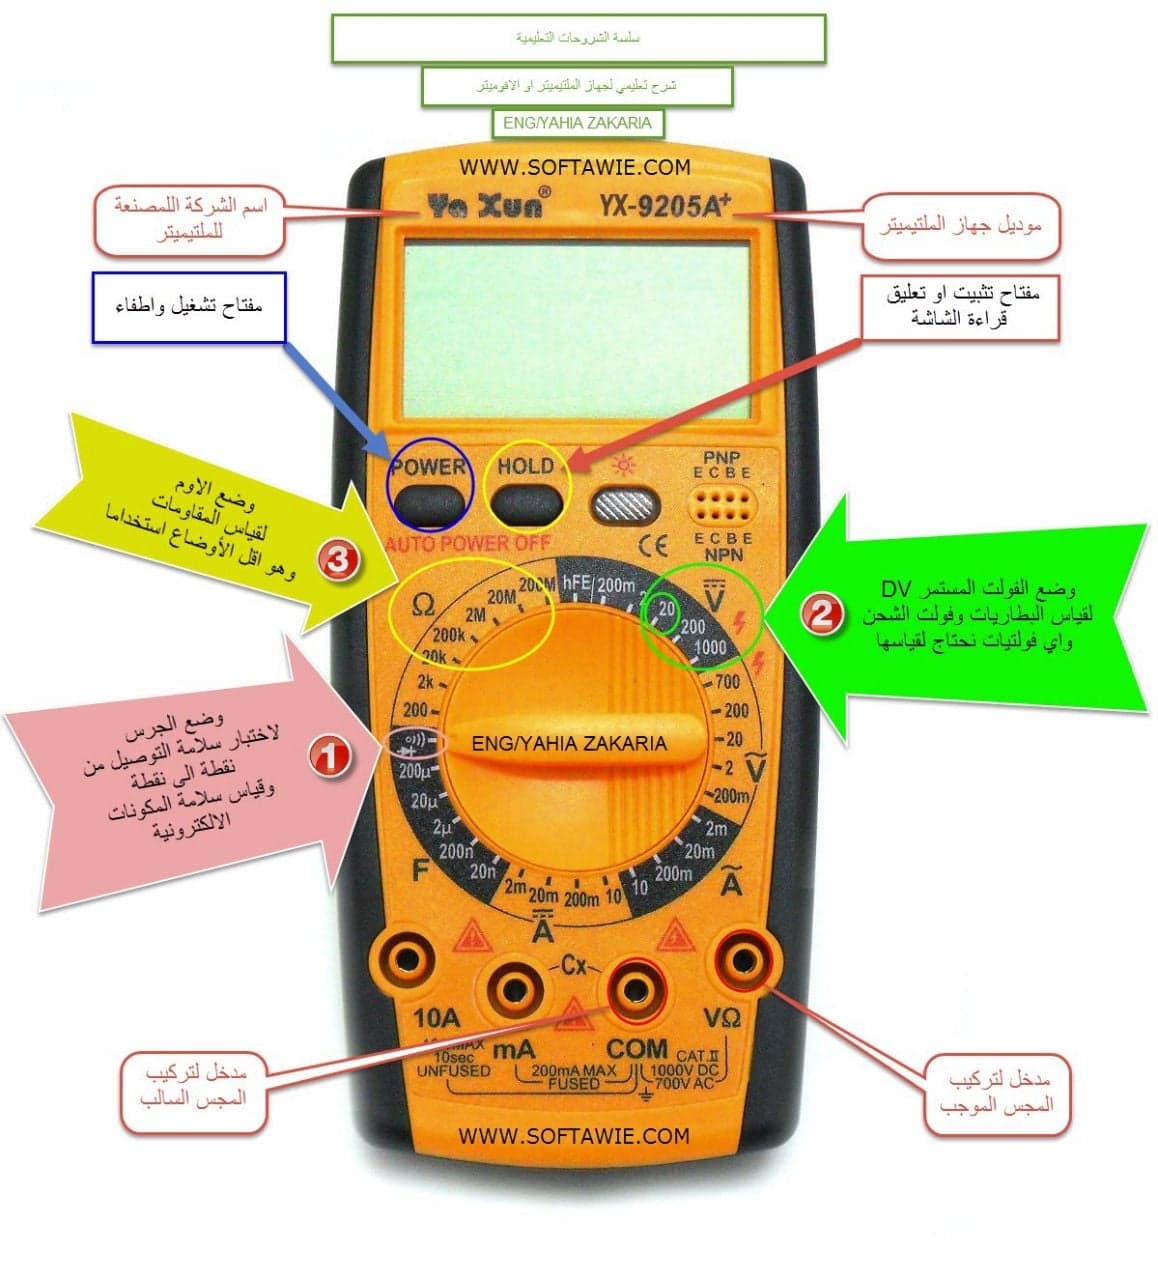 سلسة الشروحات التعليمية
شرح تعليمي لجهاز الملتيميتر او الافوميتر
ENG/YAHIA ZAKARIA
WWW.SOFTAWIE.COM
Ya Xun®
YX-9205A+
اسم الشركة اللمصنعة
للملتيميتر
موديل جهاز الملتيميتر
مفتاح تشغيل واطفاء
مفتاح تثبيت او تعليق
قراءة الشاشة
POWER
HOLD
PNP
E C B E
E C B E
NPN
AUTO POWER OFF
CE
وضع الاوم
لقياس المقاومات
وهو اقل الأوضاع استخداما
3
وضع الفولت المستمر DV
لقياس البطاريات وفولت الشحن
واي فولتيات نحتاج لقياسها
2
وضع الجرس
لاختبار سلامة التوصيل من
نقطة الى نقطة
وقياس سلامة المكونات
الالكترونية
1
Ω
200
2k
20k
200k
2M
20M
200M
hFE
200m
2
20
200
1000
V
700
200
20
2
200m
V
2m
20m
200m
10
A
10
200m
20m
2m
A
20n
200n
2µ
20µ
200µ
F
ENG/YAHIA ZAKARIA
Cx
10A
mA
COM
VΩ
MAX
10sec
UNFUSED
200mA MAX
FUSED
CAT.II
1000V DC
700V AC
مدخل لتركيب
المجس السالب
مدخل لتركيب
المجس الموجب
WWW.SOFTAWIE.COM